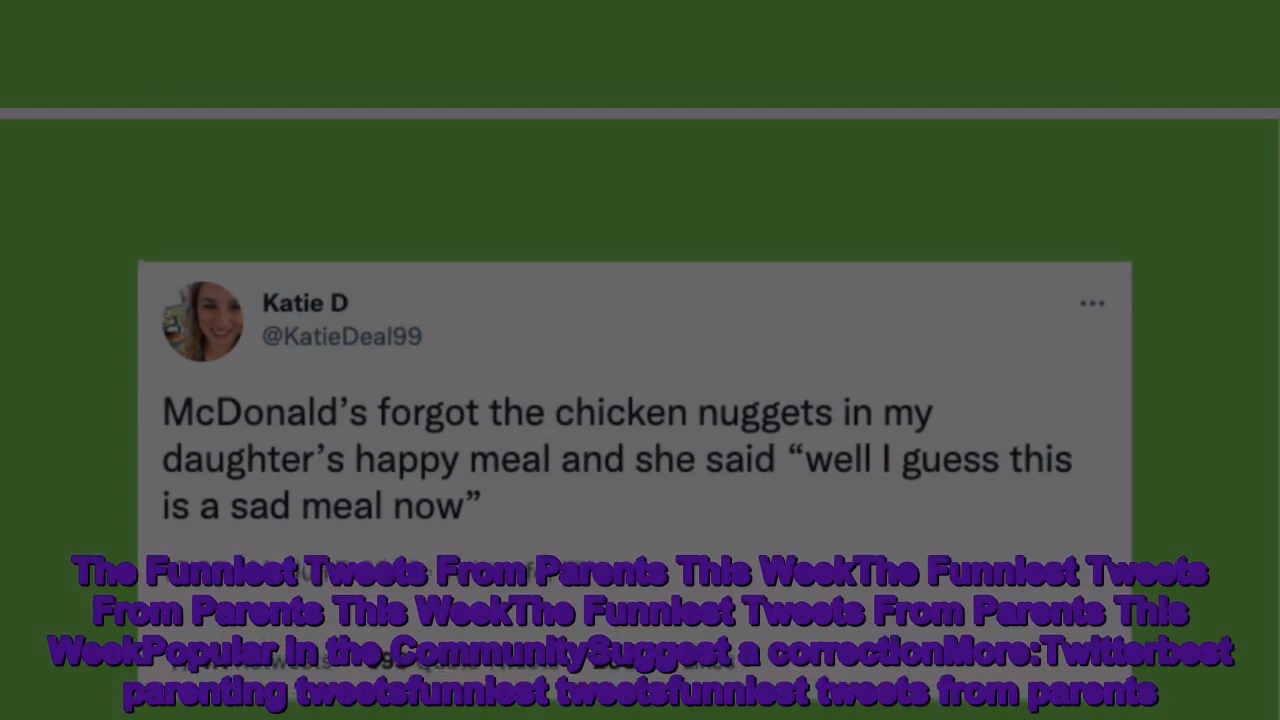 Katie D
@KatieDeal99
McDonald's forgot the chicken nuggets in my
daughter's happy meal and she said “well I guess this
is a sad meal now”
The Funniest Tweets From Parents This WeekThe Funniest Tweets
From Parents This WeekThe Funniest Tweets From Parents This
WeekPopular in the CommunitySuggest a correctionMore:Twitterbest
parenting tweetsfunniest tweetsfunniest tweets from parents